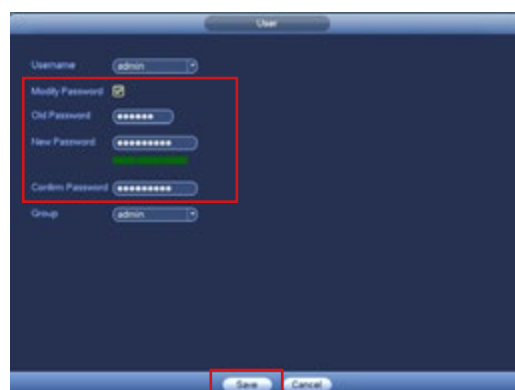 User
Username admin
Modify Password
Old Password ●●●●●●
New Password ●●●●●●●●●
Confirm Password ●●●●●●●●●
Group admin
Save Cancel